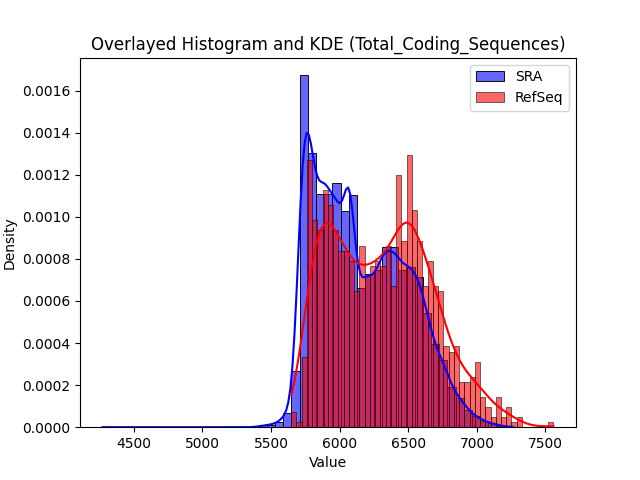 Overlayed Histogram and KDE (Total_Coding_Sequences)
SRA
RefSeq
0.0016
0.0014
0.0012
0.0010
0.0008
0.0006
0.0004
0.0002
0.0000
Density
4500 5000 5500 6000 6500 7000 7500
Value